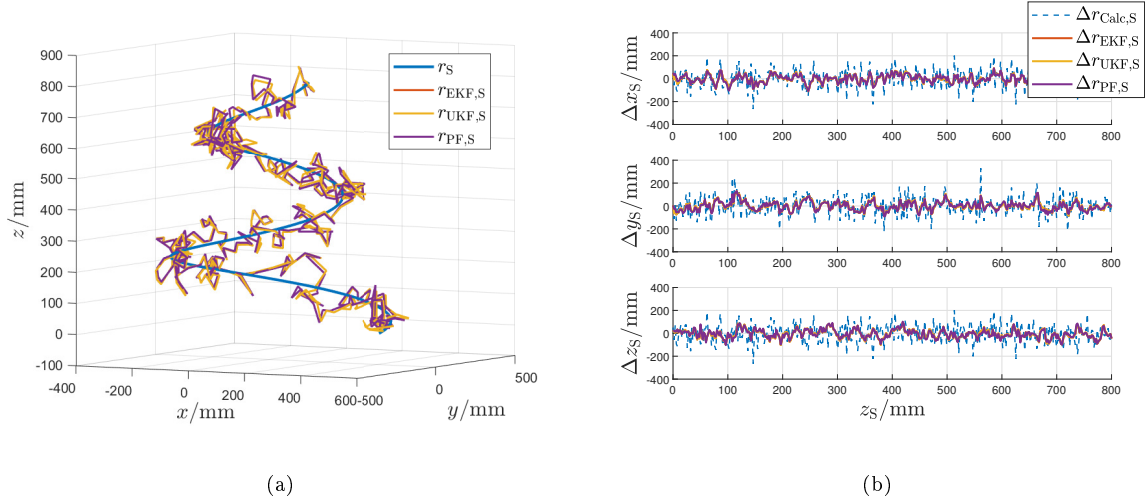 900
800
700
600
500
400
300
200
100
0
-100
z/mm
-400
-200
0
200
400
600
x/mm
-500
0
500
y/mm
r_S
r_EKF,S
r_UKF,S
r_PF,S
(a)
Δr_Calc,S
Δr_EKF,S
Δr_UKF,S
Δr_PF,S
Δx_S/mm
400
200
0
-200
-400
0 100 200 300 400 500 600 700 800
Δy_S/mm
400
200
0
-200
-400
0 100 200 300 400 500 600 700 800
Δz_S/mm
400
200
0
-200
-400
0 100 200 300 400 500 600 700 800
z_S/mm
(b)